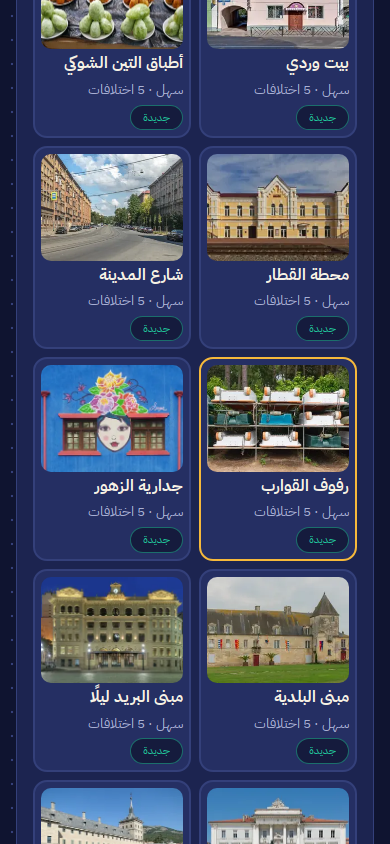 بيت وردي
سهل · 5 اختلافات
جديدة
أطباق التين الشوكي
سهل · 5 اختلافات
جديدة
محطة القطار
سهل · 5 اختلافات
جديدة
شارع المدينة
سهل · 5 اختلافات
جديدة
رفوف القوارب
سهل · 5 اختلافات
جديدة
جدارية الزهور
سهل · 5 اختلافات
جديدة
مبنى البلدية
سهل · 5 اختلافات
جديدة
مبنى البريد ليلًا
سهل · 5 اختلافات
جديدة